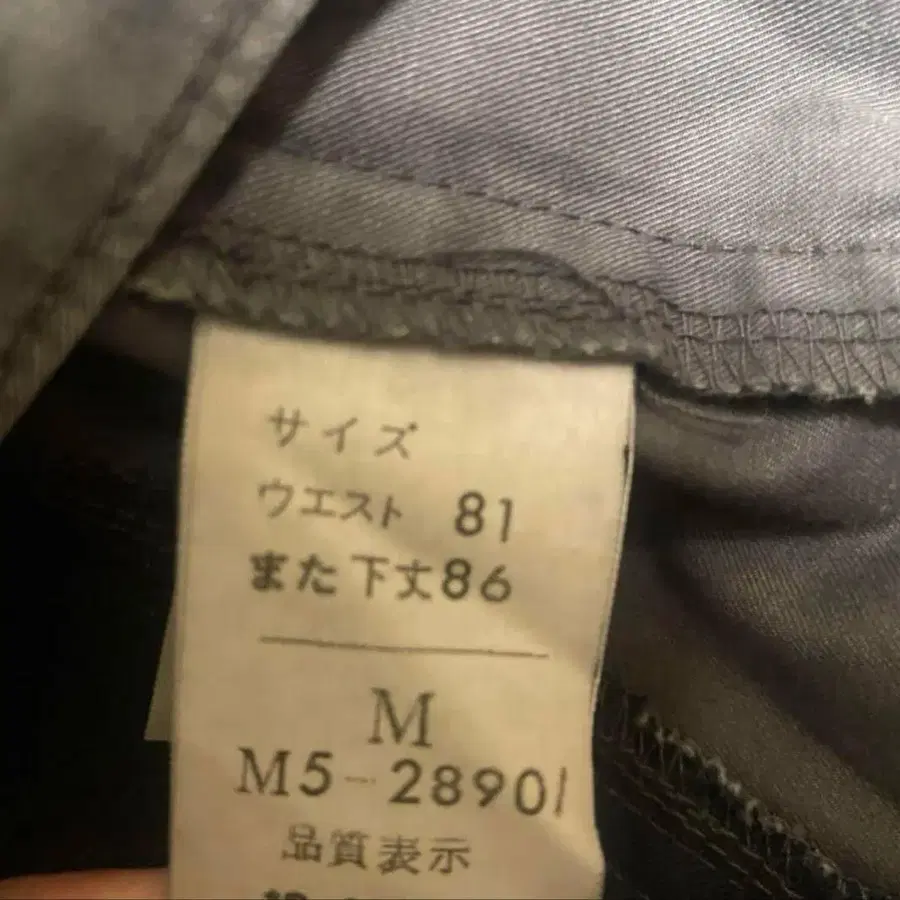 サイズ
ウエスト 81
また下丈86
M
M5-28901
品質表示